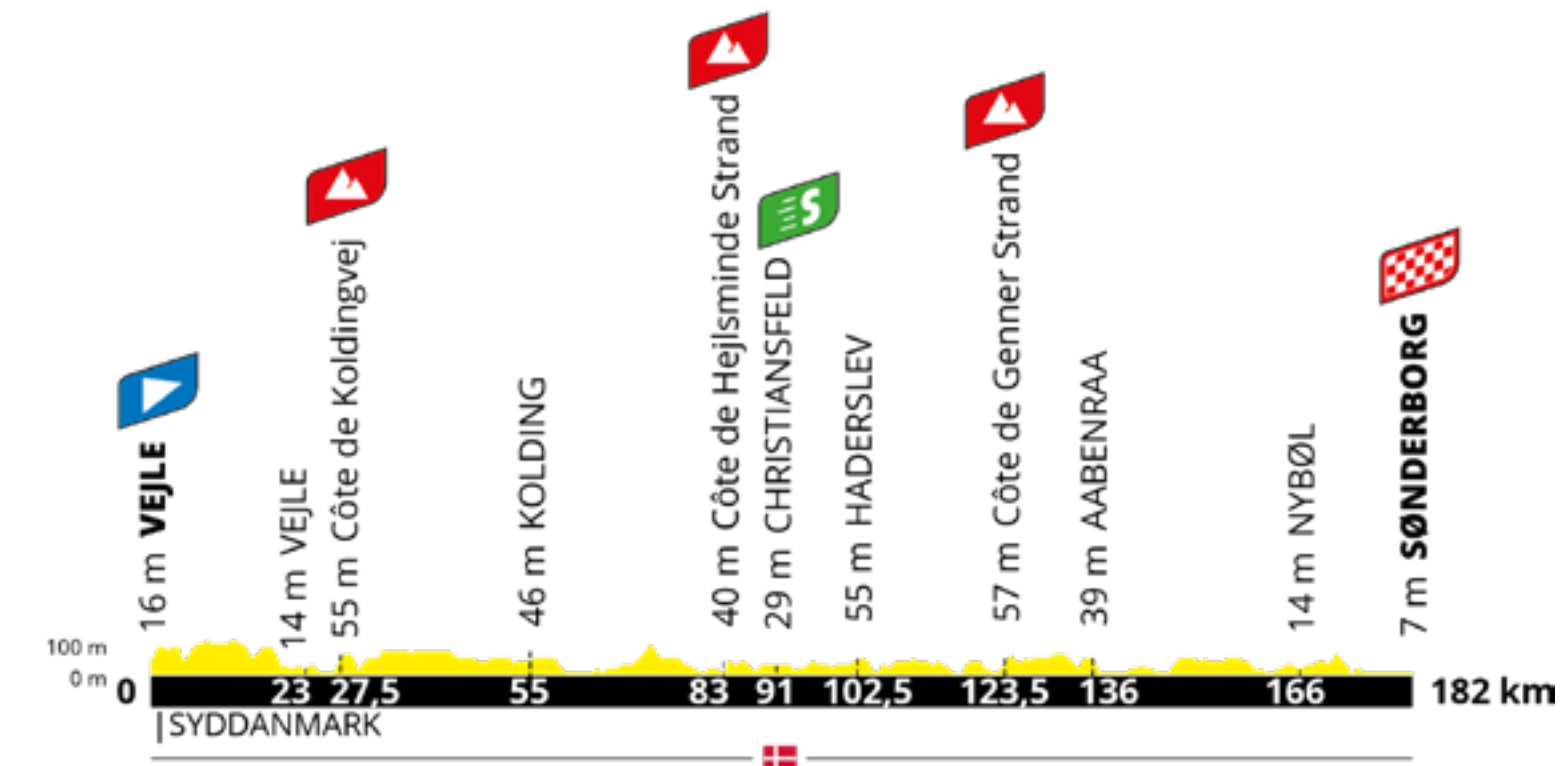 16 m VEJLE
14 m VEJLE
55 m Côte de Koldingvej
46 m KOLDING
40 m Côte de Hejlsminde Strand
29 m CHRISTIANSFELD
S
55 m HADERSLEV
57 m Côte de Genner Strand
39 m AABENRAA
14 m NYBØL
7 m SØNDERBORG
100 m
0 m
0 23 27,5 55 83 91 102,5 123,5 136 166 182 km
|SYDDANMARK